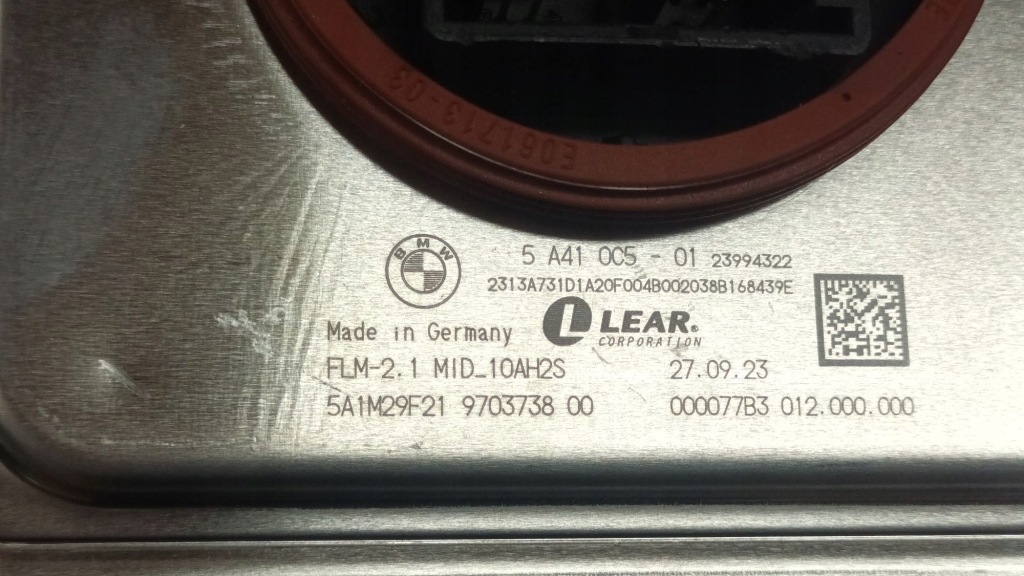 E061713-03
BMW
5 A41 0C5 - 01 23994322
2313A731D1A20F004B002038B168439E
Made in Germany
LEAR®
CORPORATION
FLM-2.1 MID_10AH2S
27.09.23
5A1M29F21 9703738 00
000077B3 012.000.000